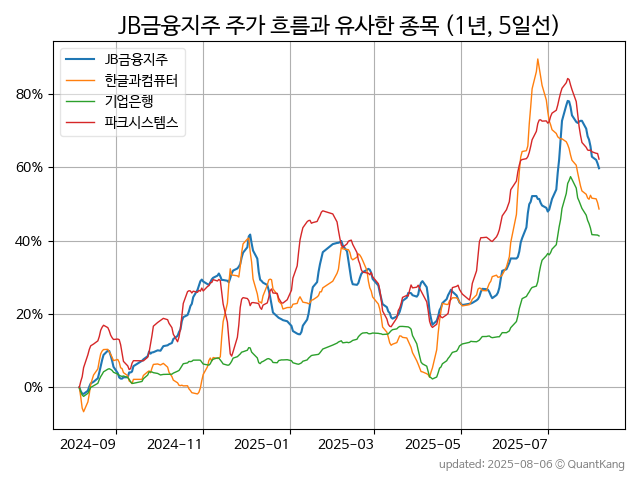 JB금융지주 주가 흐름과 유사한 종목 (1년, 5일선)
JB금융지주
한글과컴퓨터
기업은행
파크시스템스
80%
60%
40%
20%
0%
2024-09 2024-11 2025-01 2025-03 2025-05 2025-07
updated: 2025-08-06 © QuantKang